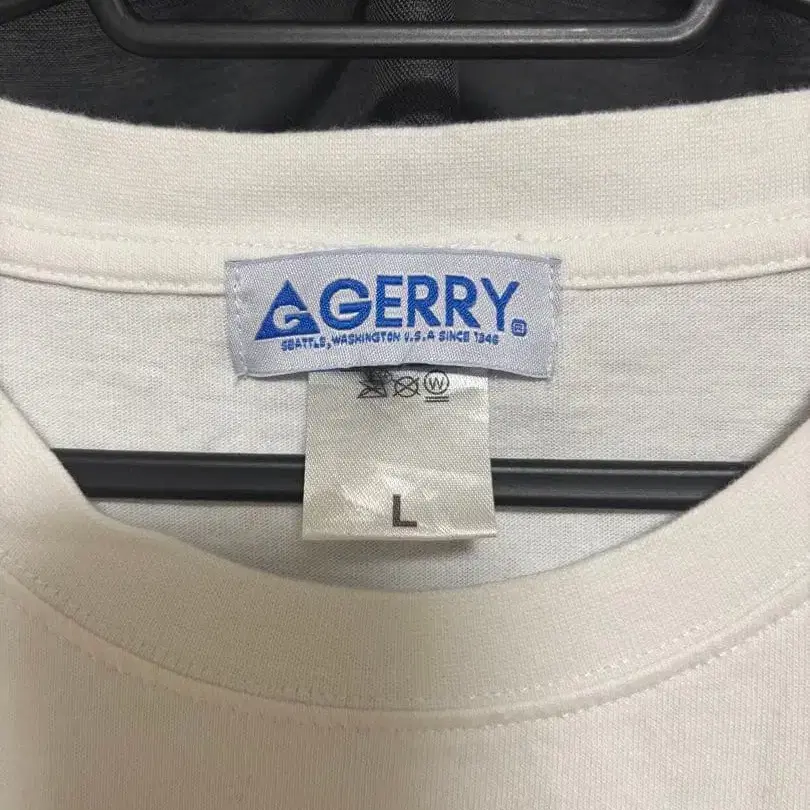 GERRY
SEATTLE, WASHINGTON U.S.A SINCE 1946
W
L